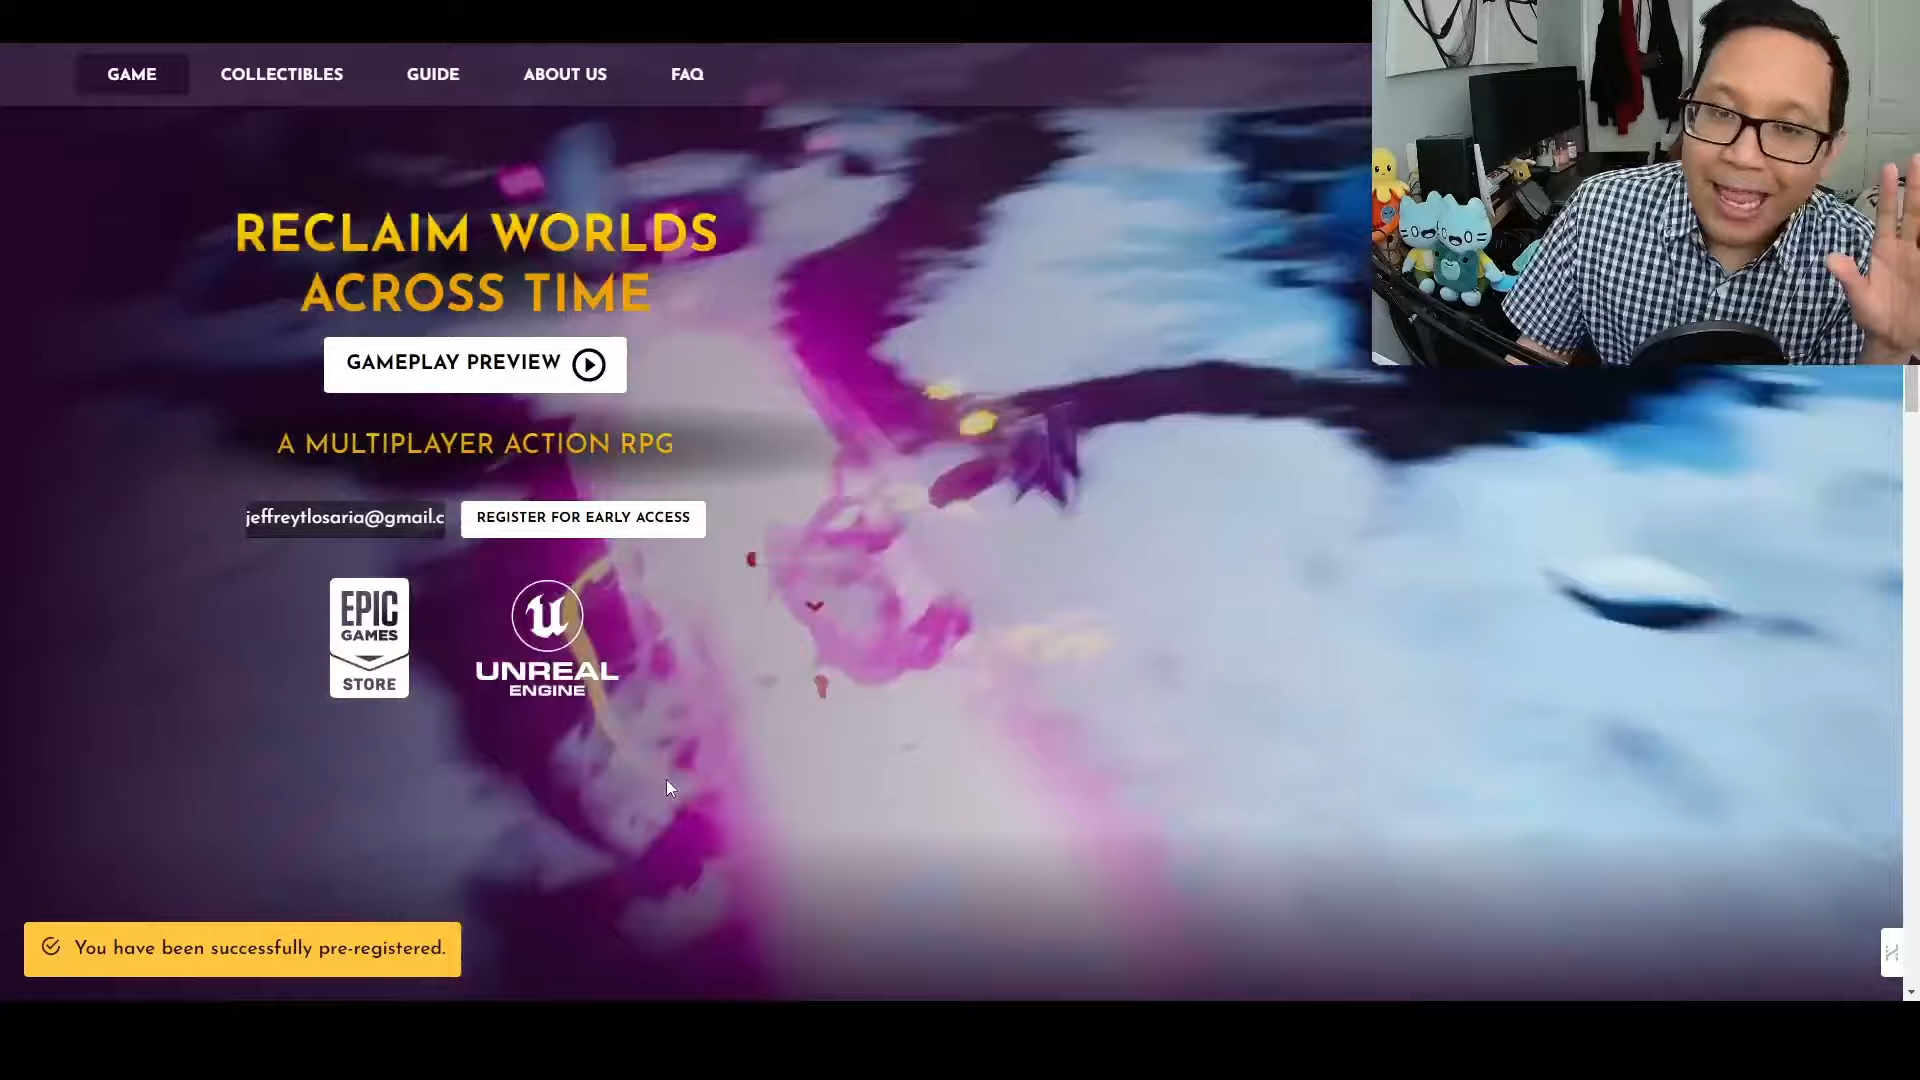 GAME
COLLECTIBLES
GUIDE
ABOUT US
FAQ
RECLAIM WORLDS
ACROSS TIME
GAMEPLAY PREVIEW
A MULTIPLAYER ACTION RPG
jeffreytlosaria@gmail.c
REGISTER FOR EARLY ACCESS
EPIC
GAMES
STORE
UNREAL
ENGINE
You have been successfully pre-registered.